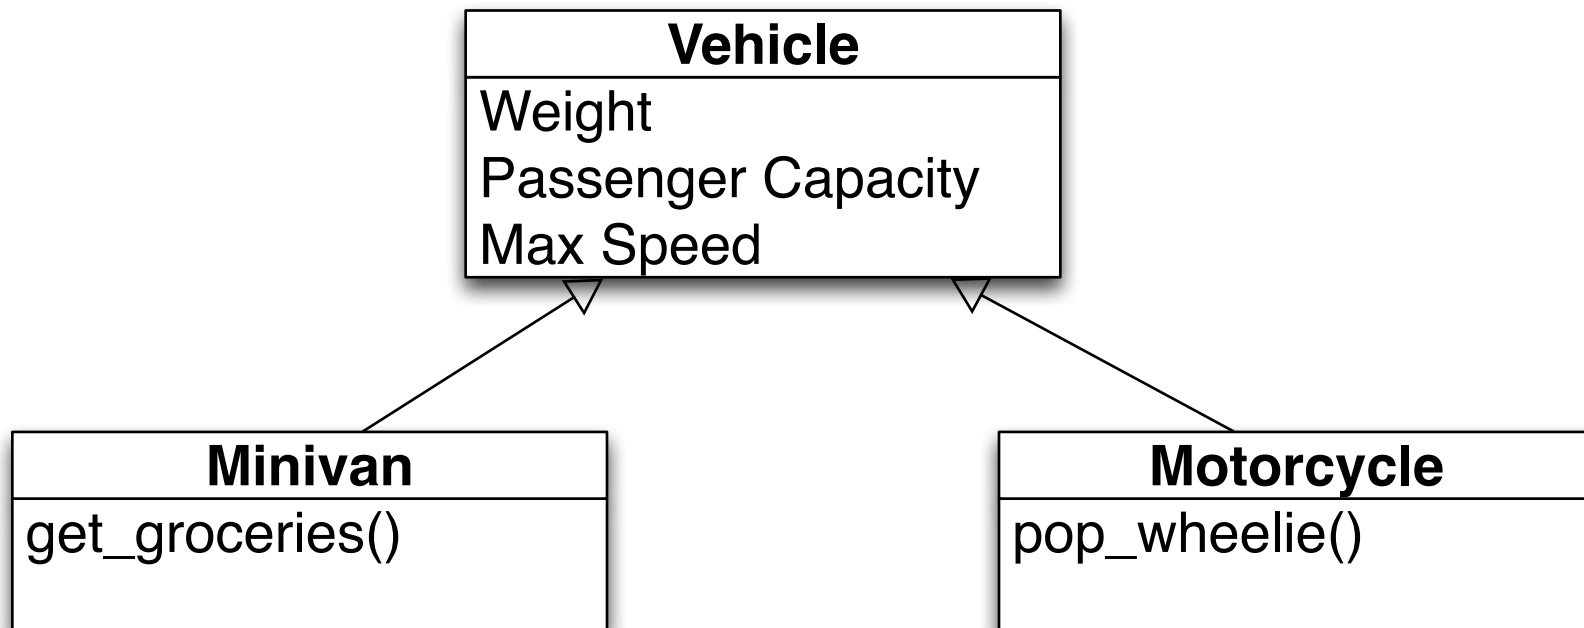 Vehicle
Weight
Passenger Capacity
Max Speed
Minivan
get_groceries()
Motorcycle
pop_wheelie()